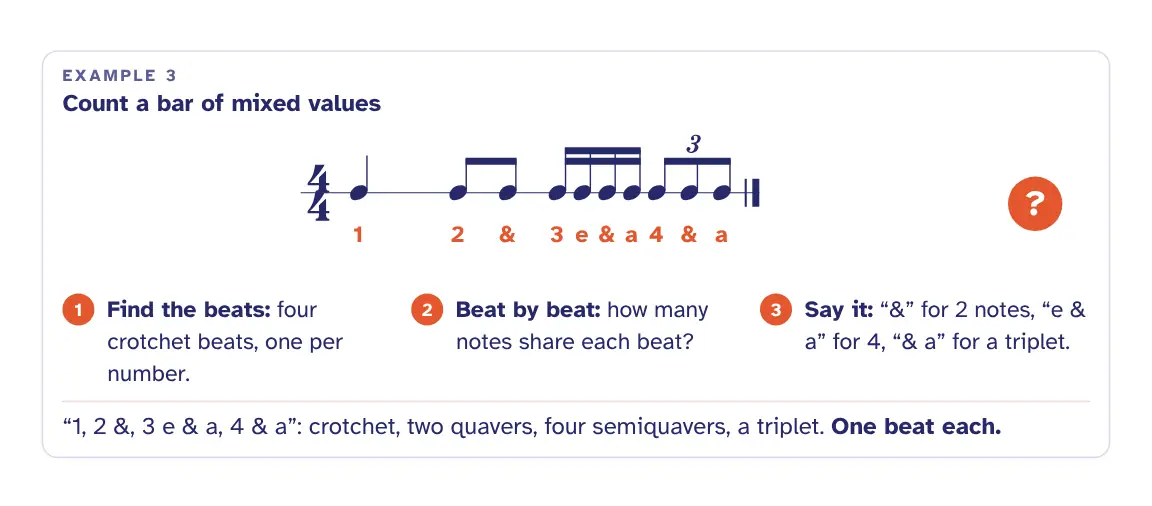 EXAMPLE 3
Count a bar of mixed values
3
4
4
1 2 & 3 e & a 4 & a
?
1 Find the beats: four
crotchet beats, one per
number.
2 Beat by beat: how many
notes share each beat?
3 Say it: “&” for 2 notes, “e &
a” for 4, “& a” for a triplet.
“1, 2 &, 3 e & a, 4 & a”: crotchet, two quavers, four semiquavers, a triplet. One beat each.